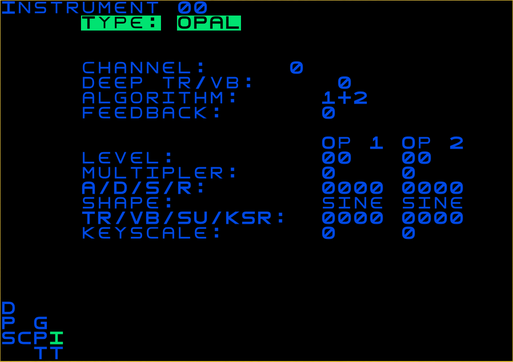 INSTRUMENT 00
TYPE: OPAL
CHANNEL: 0
DEEP TR/VB: 0
ALGORITHM: 1+2
FEEDBACK: 0
OP 1 OP 2
LEVEL: 00 00
MULTIPLER: 0 0
A/D/S/R: 0000 0000
SHAPE: SINE SINE
TR/VB/SU/KSR: 0000 0000
KEYSCALE: 0 0
D
P G
SCPI
TT